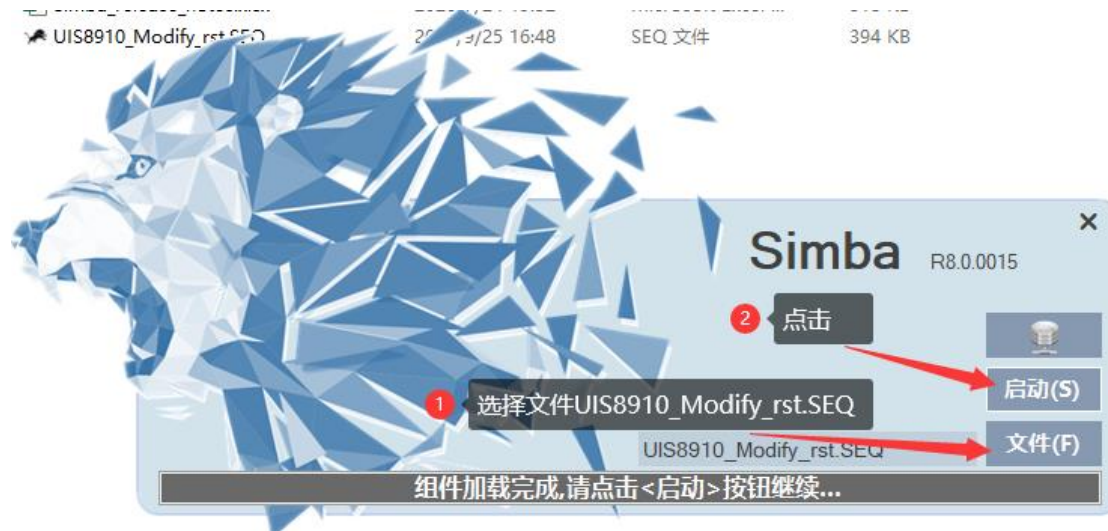 UIS8910_Modify_rst.SEQ
9/25 16:48
SEQ 文件
394 KB
Simba R8.0.0015
2 点击
启动(S)
1 选择文件UIS8910_Modify_rst.SEQ
UIS8910_Modify_rst.SEQ
文件(F)
组件加载完成,请点击<启动>按钮继续...